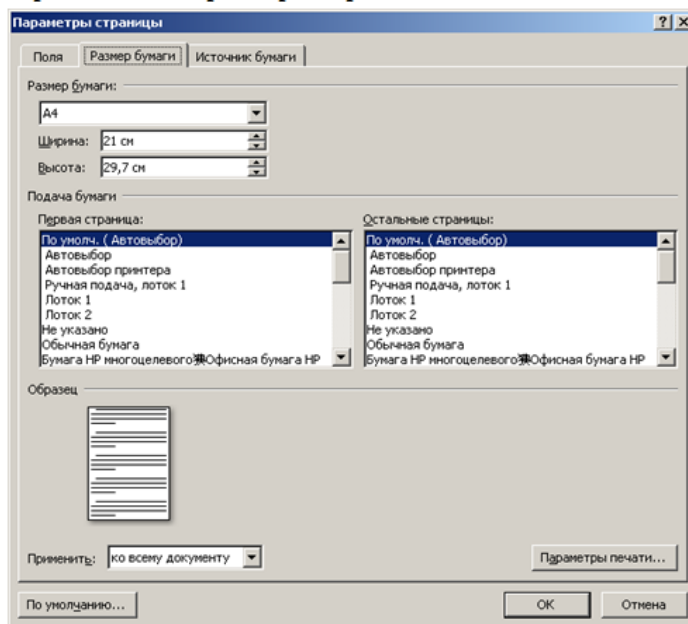 Параметры страницы
Поля Размер бумаги Источник бумаги
Размер бумаги:
A4
Ширина: 21 см
Высота: 29,7 см
Подача бумаги
Первая страница:
По умолч. ( Автовыбор)
Автовыбор
Автовыбор принтера
Ручная подача, лоток 1
Лоток 1
Лоток 2
Не указано
Обычная бумага
Бумага HP многоцелевого Офисная бумага HP
Остальные страницы:
По умолч. ( Автовыбор)
Автовыбор
Автовыбор принтера
Ручная подача, лоток 1
Лоток 1
Лоток 2
Не указано
Обычная бумага
Бумага HP многоцелевого Офисная бумага HP
Образец
Применить: ко всему документу
Параметры печати...
По умолчанию...
ОК Отмена